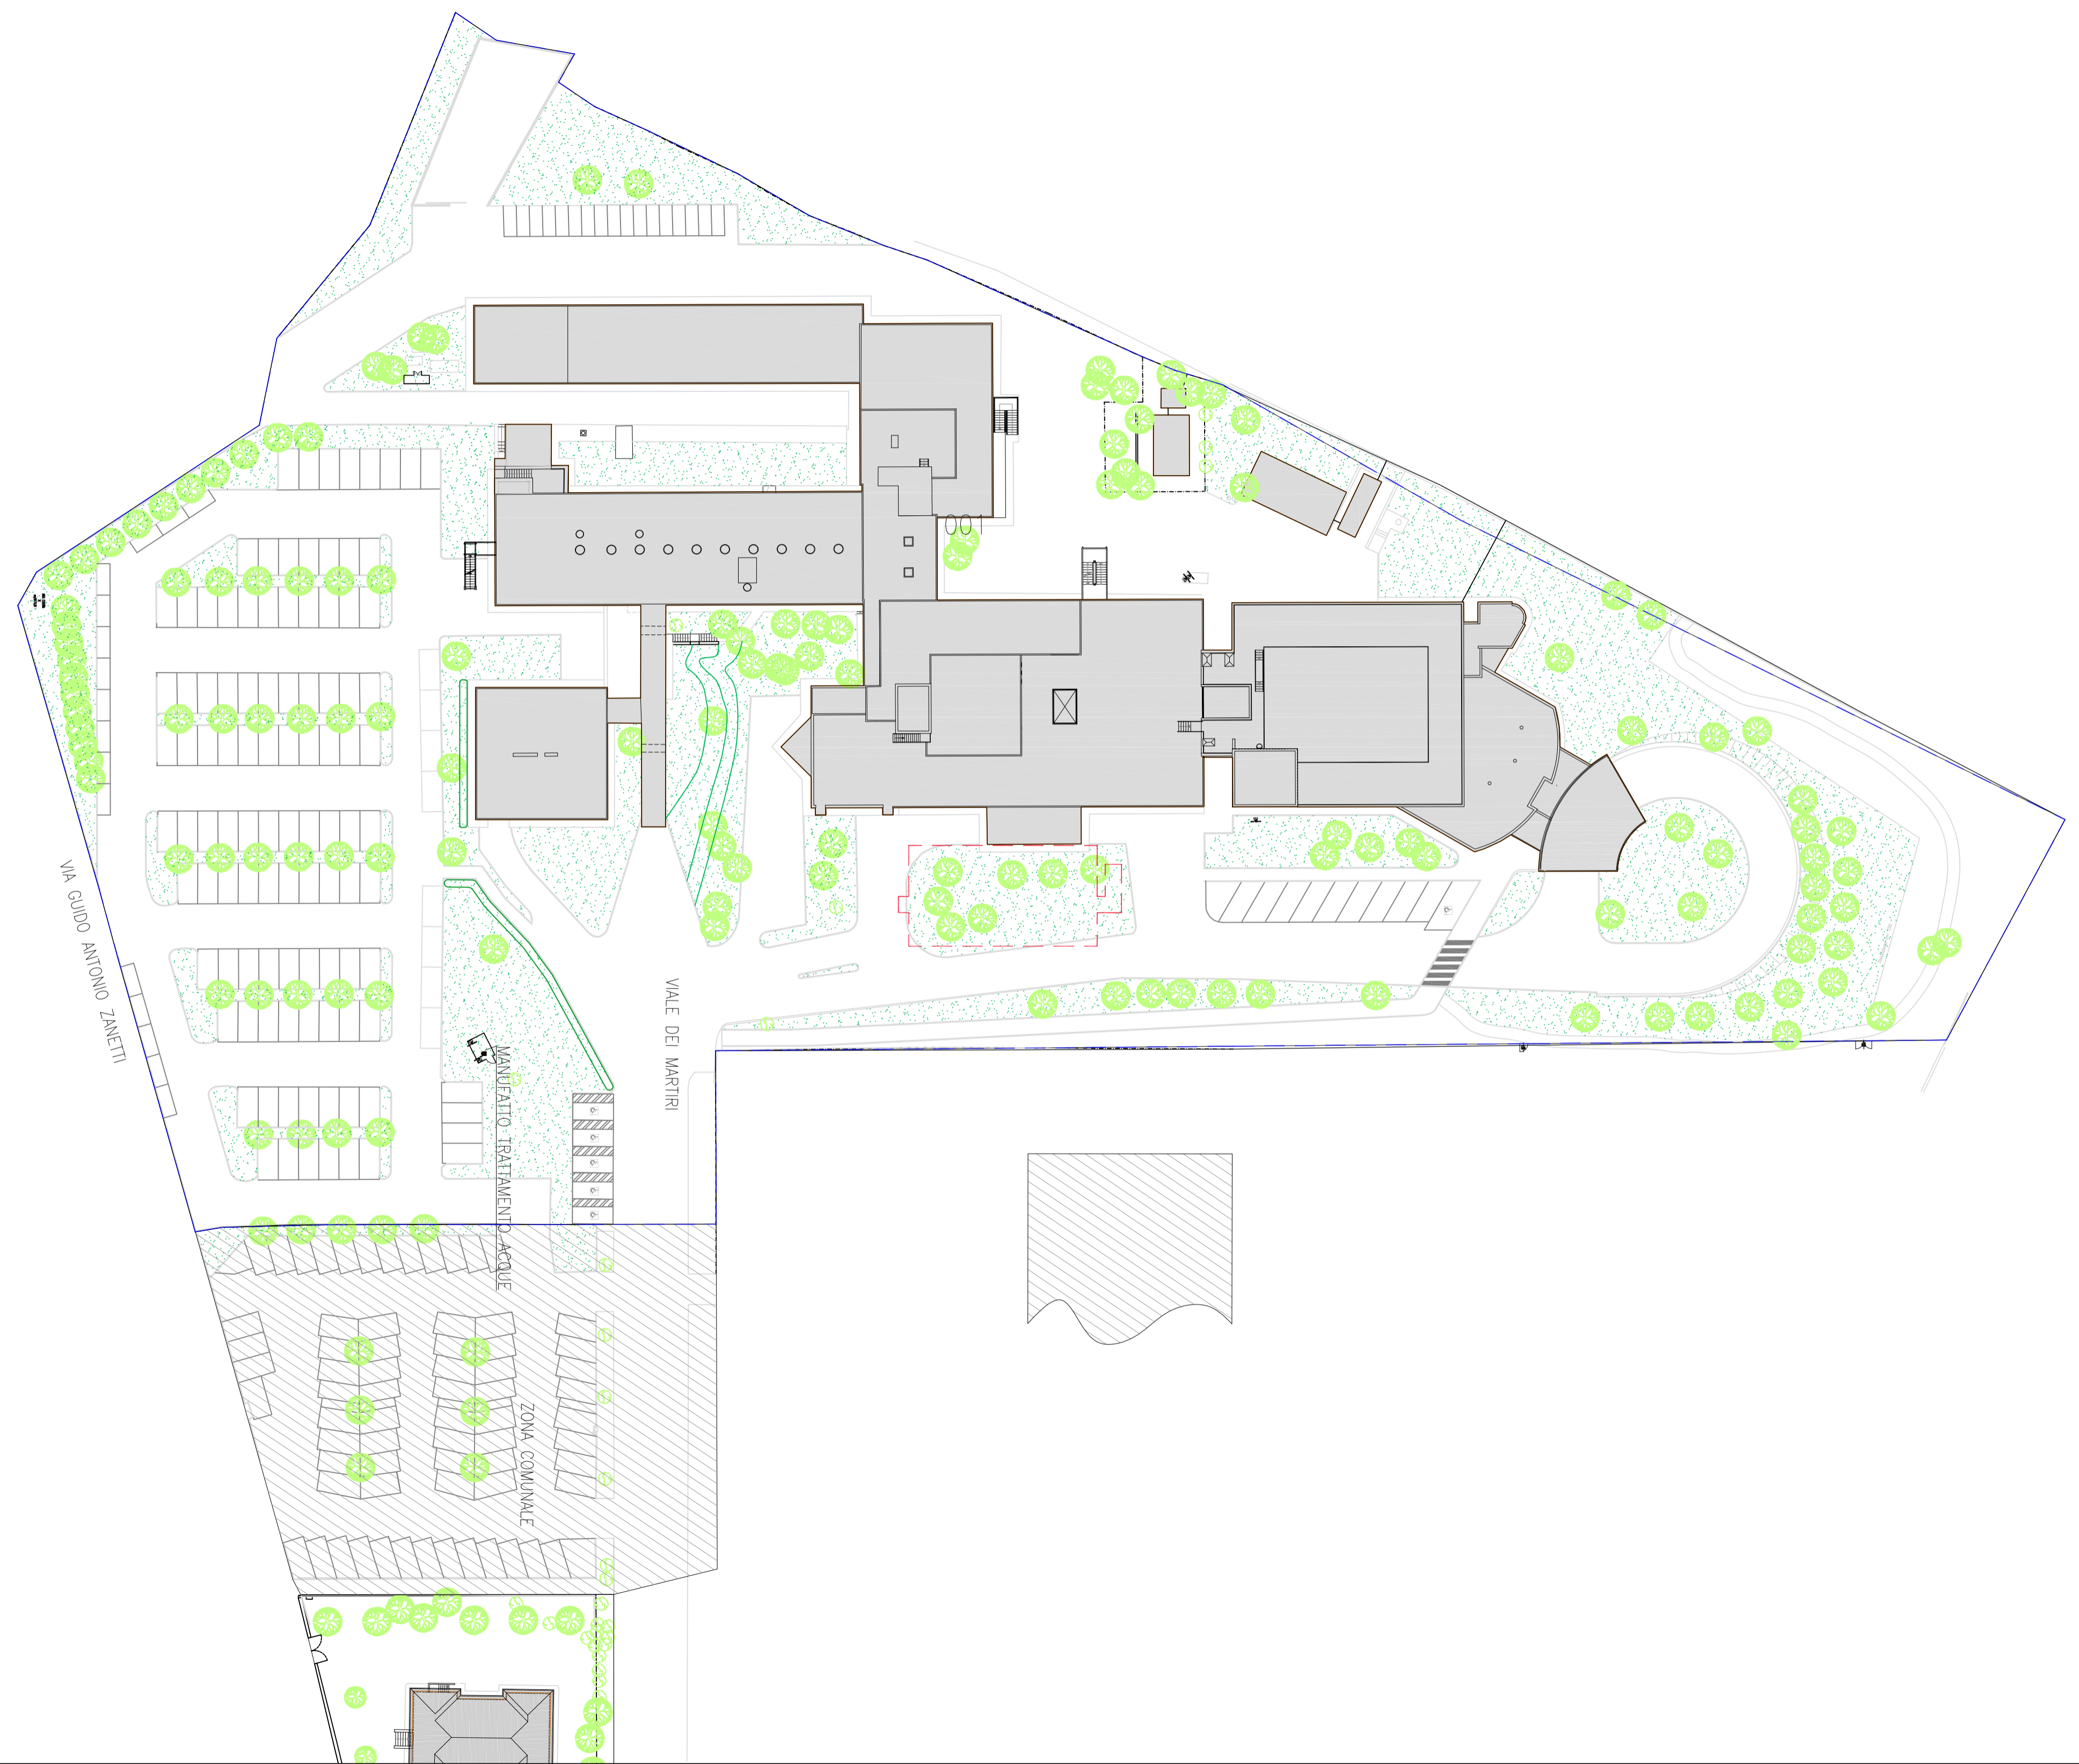 VIA GUIDO ANTONIO ZANETTI
VIALE DEI MARTIRI
MANUFATTO TRATTAMENTO ACQUE
ZONA COMUNALE